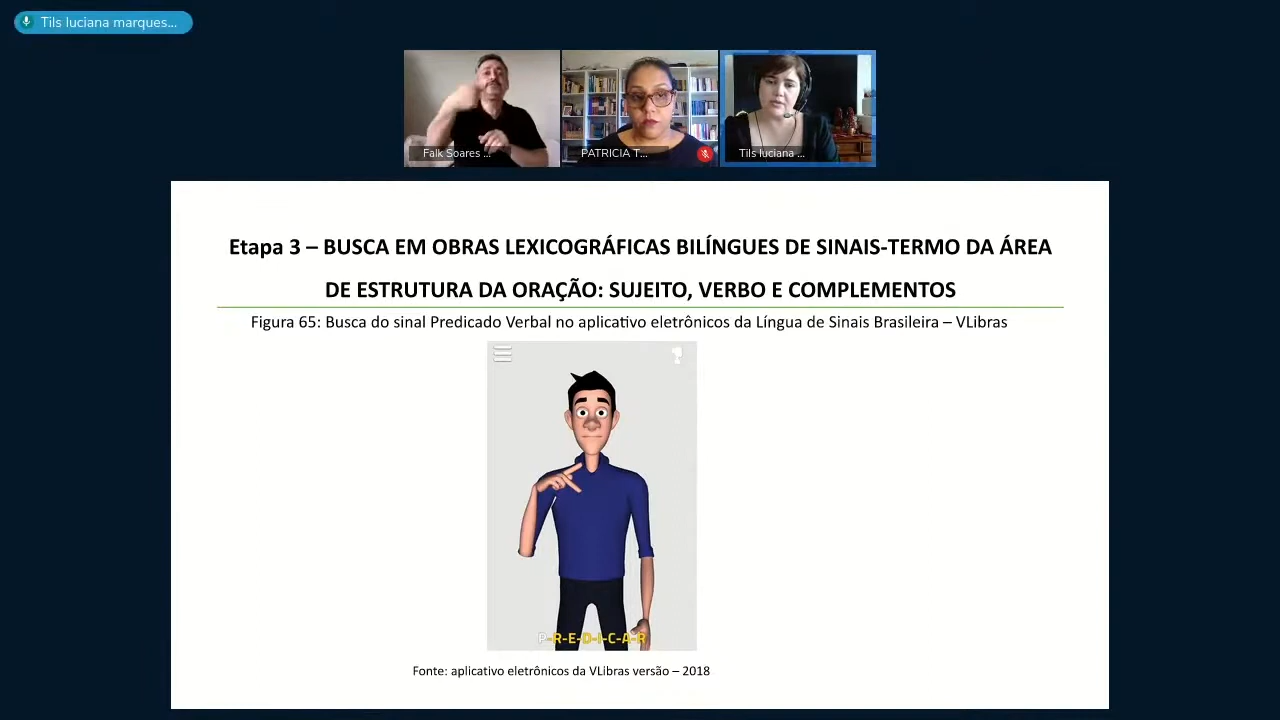 Tils luciana marques...
Falk Soares ...
PATRICIA T...
Tils luciana ...
Etapa 3 – BUSCA EM OBRAS LEXICOGRÁFICAS BILÍNGUES DE SINAIS-TERMO DA ÁREA
DE ESTRUTURA DA ORAÇÃO: SUJEITO, VERBO E COMPLEMENTOS
Figura 65: Busca do sinal Predicado Verbal no aplicativo eletrônicos da Língua de Sinais Brasileira – VLibras
P-R-E-D-I-C-A-R
Fonte: aplicativo eletrônicos da VLibras versão – 2018